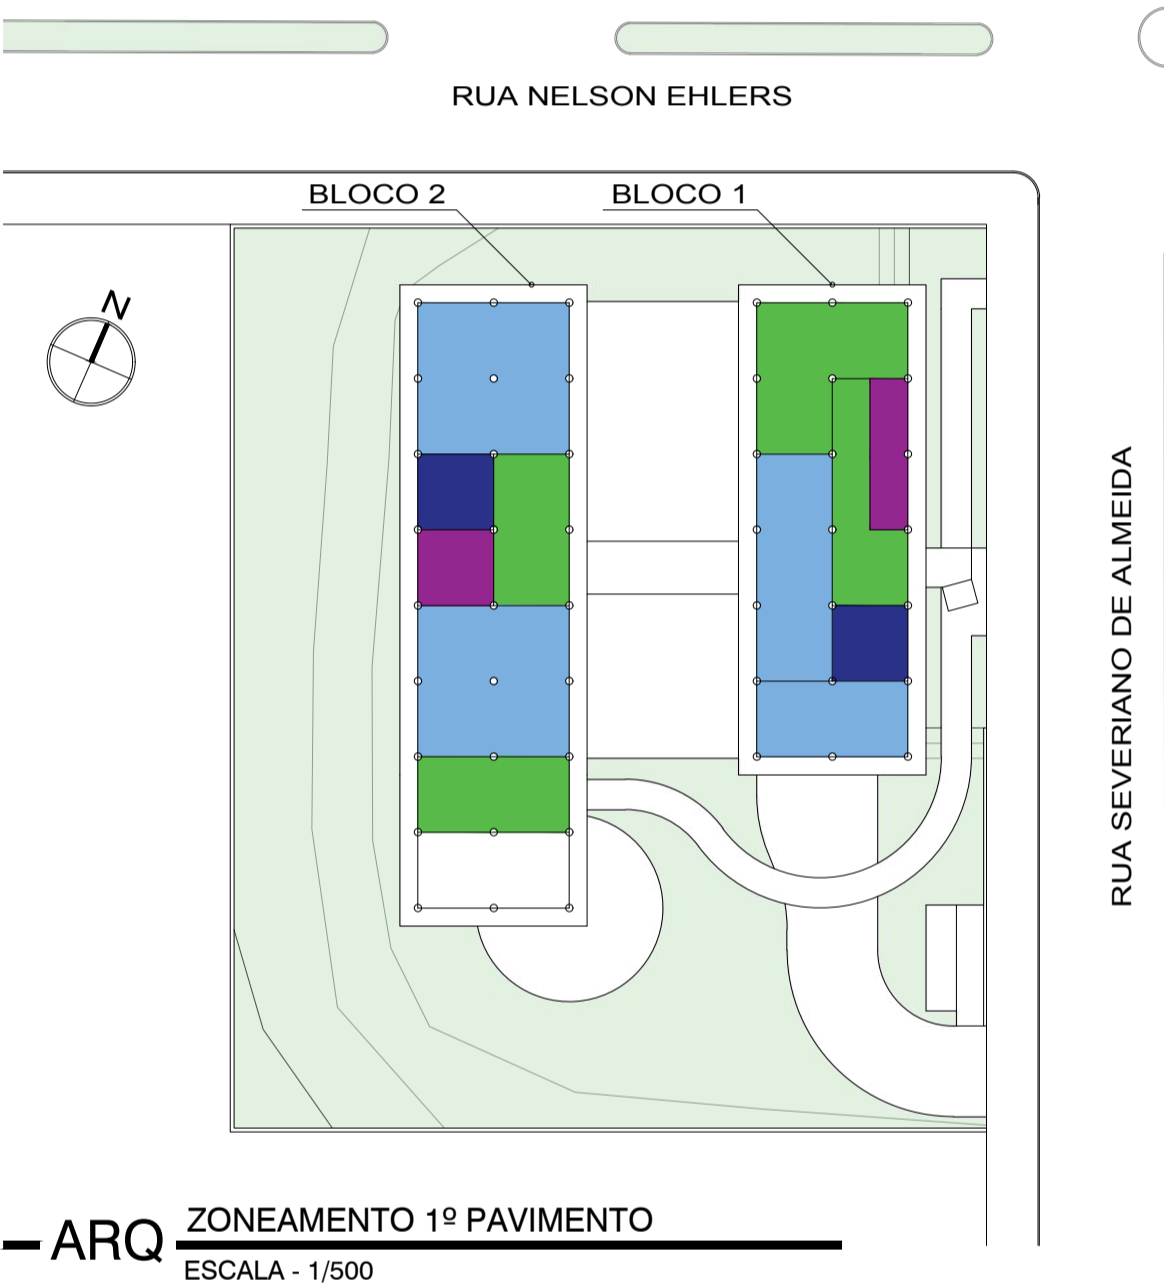 RUA NELSON EHLERS
BLOCO 2
BLOCO 1
N
RUA SEVERIANO DE ALMEIDA
ARQ
ZONEAMENTO 1º PAVIMENTO
ESCALA - 1/500